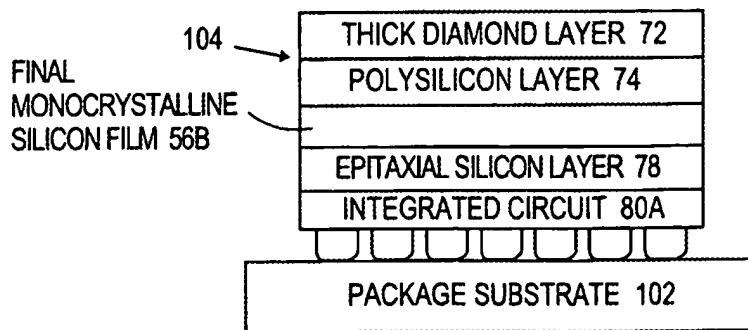 104
THICK DIAMOND LAYER 72
POLYSILICON LAYER 74
FINAL
MONOCRYSTALLINE
SILICON FILM 56B
EPITAXIAL SILICON LAYER 78
INTEGRATED CIRCUIT 80A
PACKAGE SUBSTRATE 102